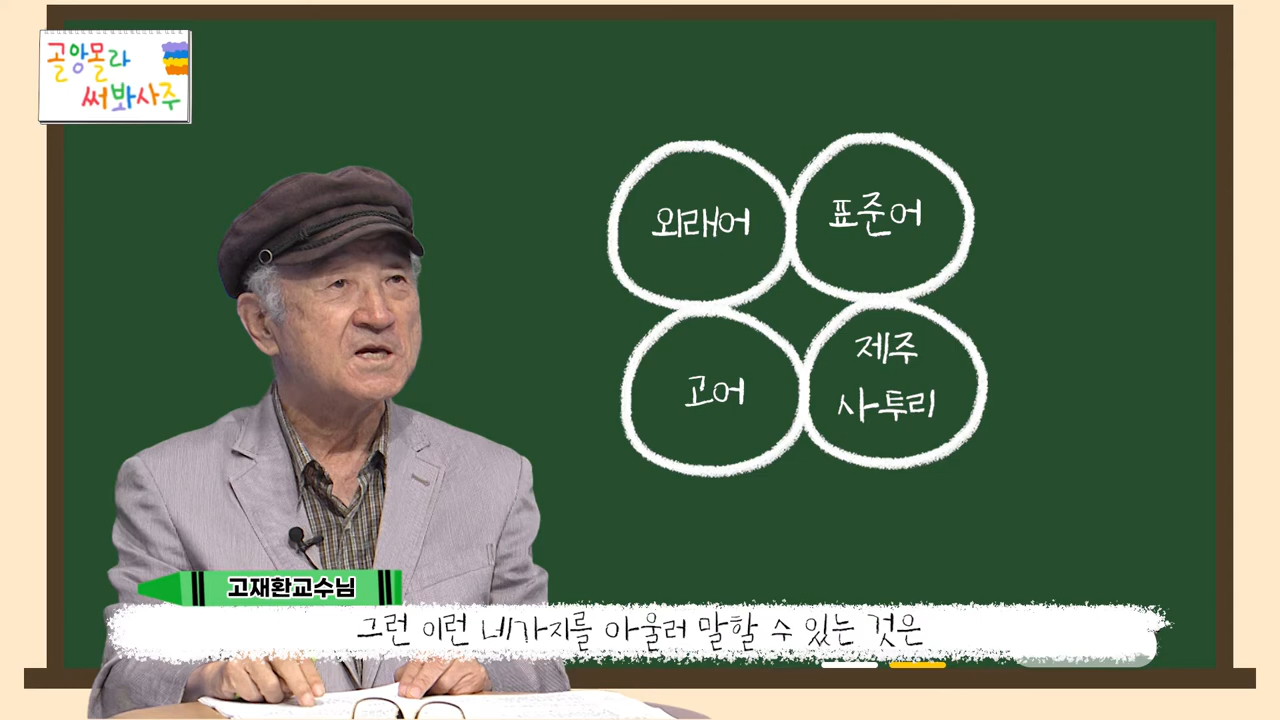 골앙몰라
써봐사주
외래어
표준어
고어
제주
사투리
고재환교수님
그런 이런 네가지를 아울러 말할 수 있는 것은